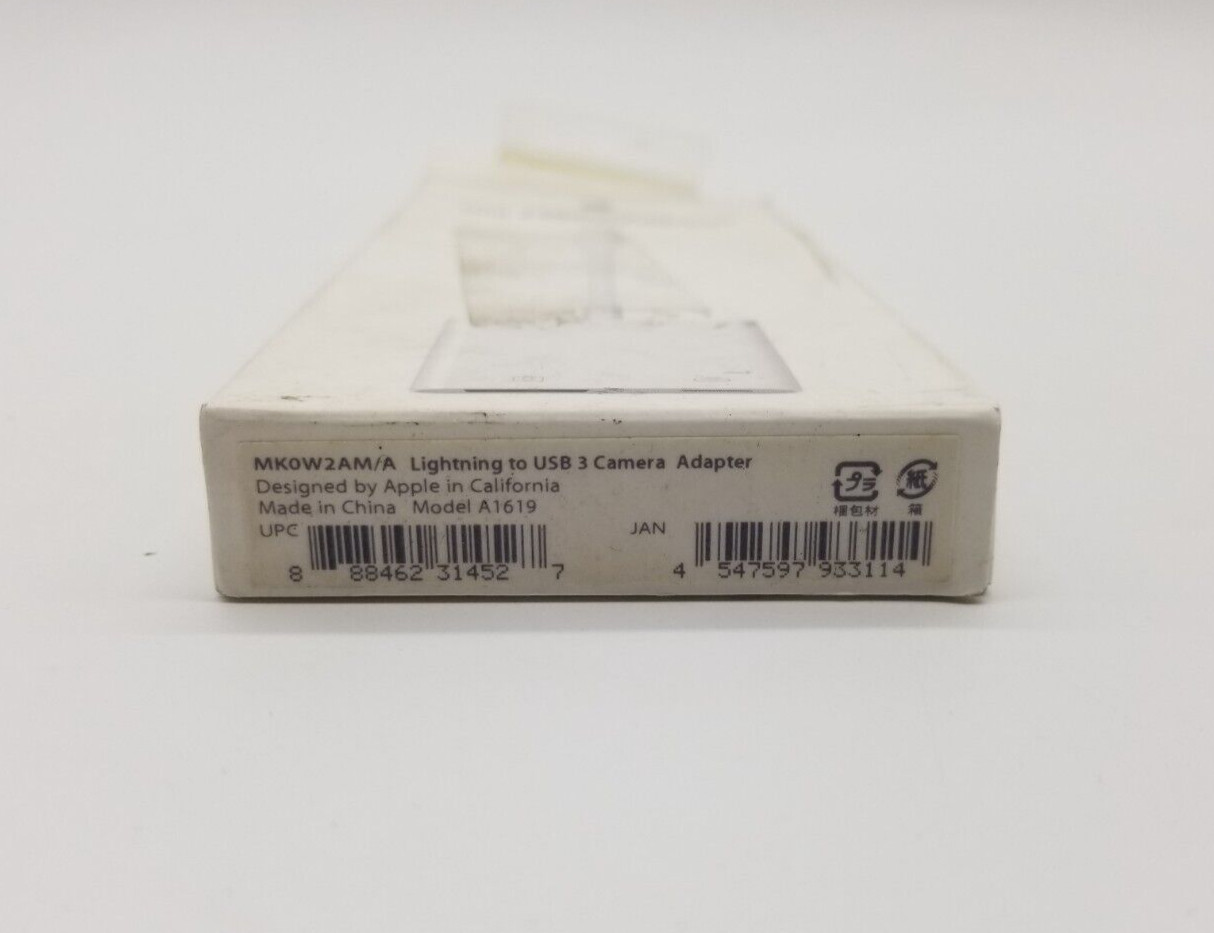 MK0W2AM/A Lightning to USB 3 Camera Adapter
Designed by Apple in California
Made in China Model A1619
UPC
8 88462 31452 7
JAN
4 547597 933114
プラ
梱包材
紙
箱